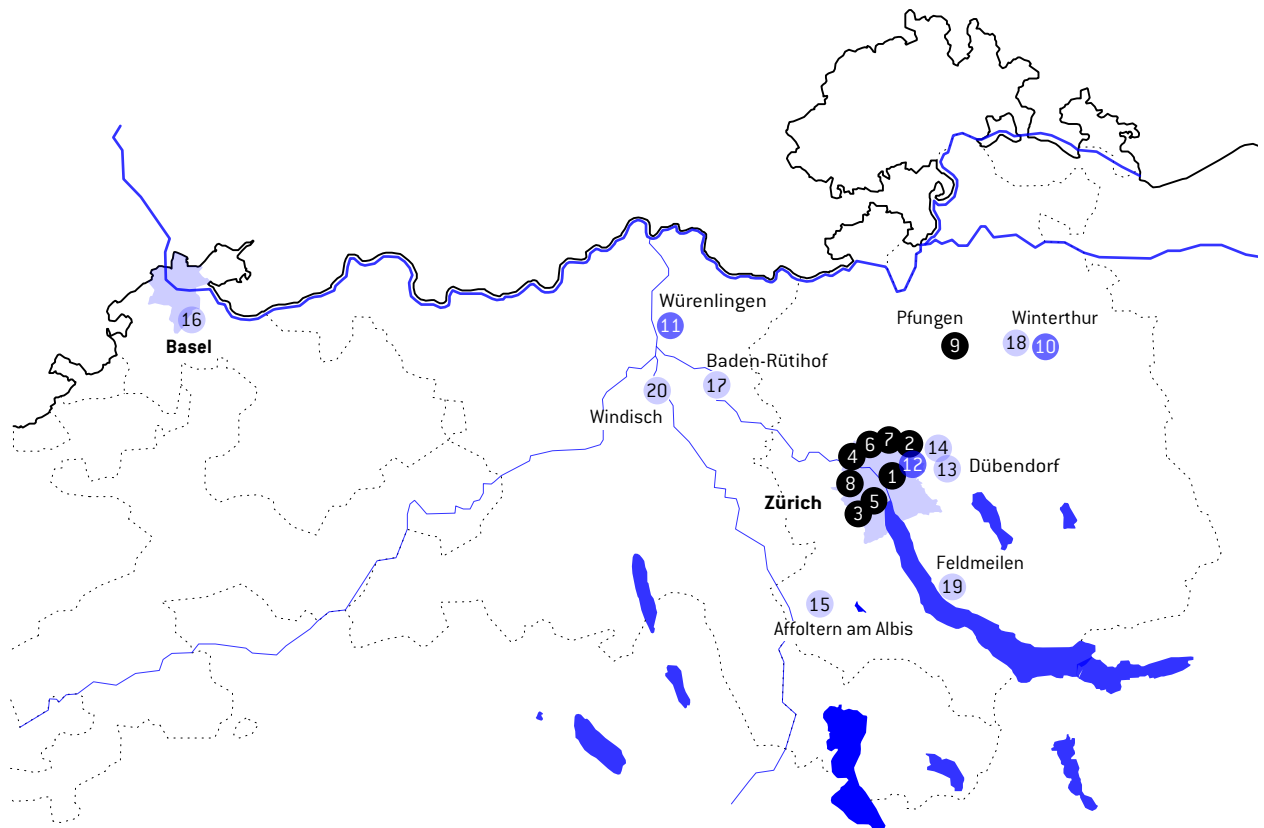 Würenlingen
11
Pfungen
9
Winterthur
18
10
16
Basel
Baden-Rütihof
17
20
Windisch
6
7
2
4
14
12
13
Dübendorf
1
8
Zürich
5
3
Feldmeilen
19
15
Affoltern am Albis